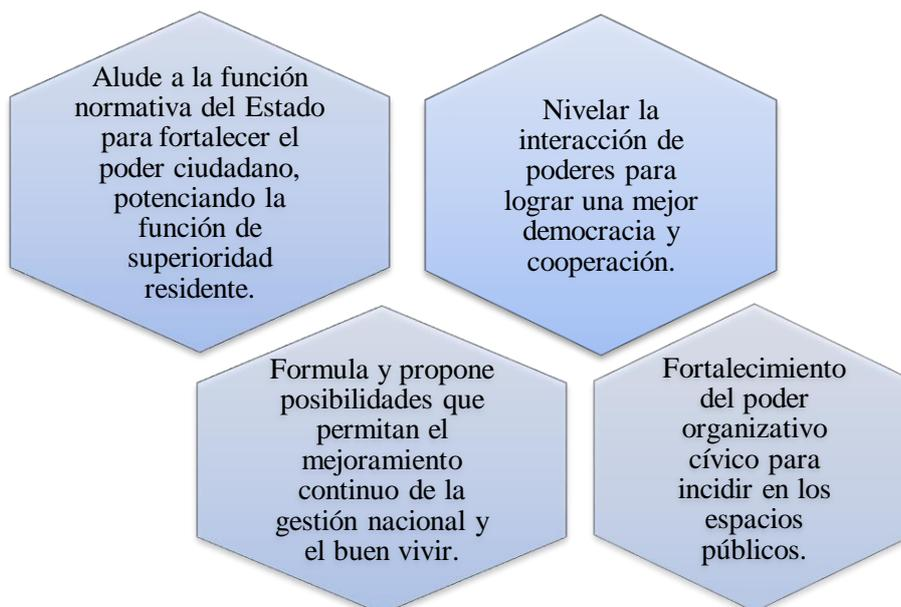 Alude a la función
normativa del Estado
para fortalecer el
poder ciudadano,
potenciando la
función de
superioridad
residente.
Nivelar la
interacción de
poderes para
lograr una mejor
democracia y
cooperación.
Formula y propone
posibilidades que
permitan el
mejoramiento
continuo de la
gestión nacional y
el buen vivir.
Fortalecimiento
del poder
organizativo
cívico para
incidir en los
espacios
públicos.